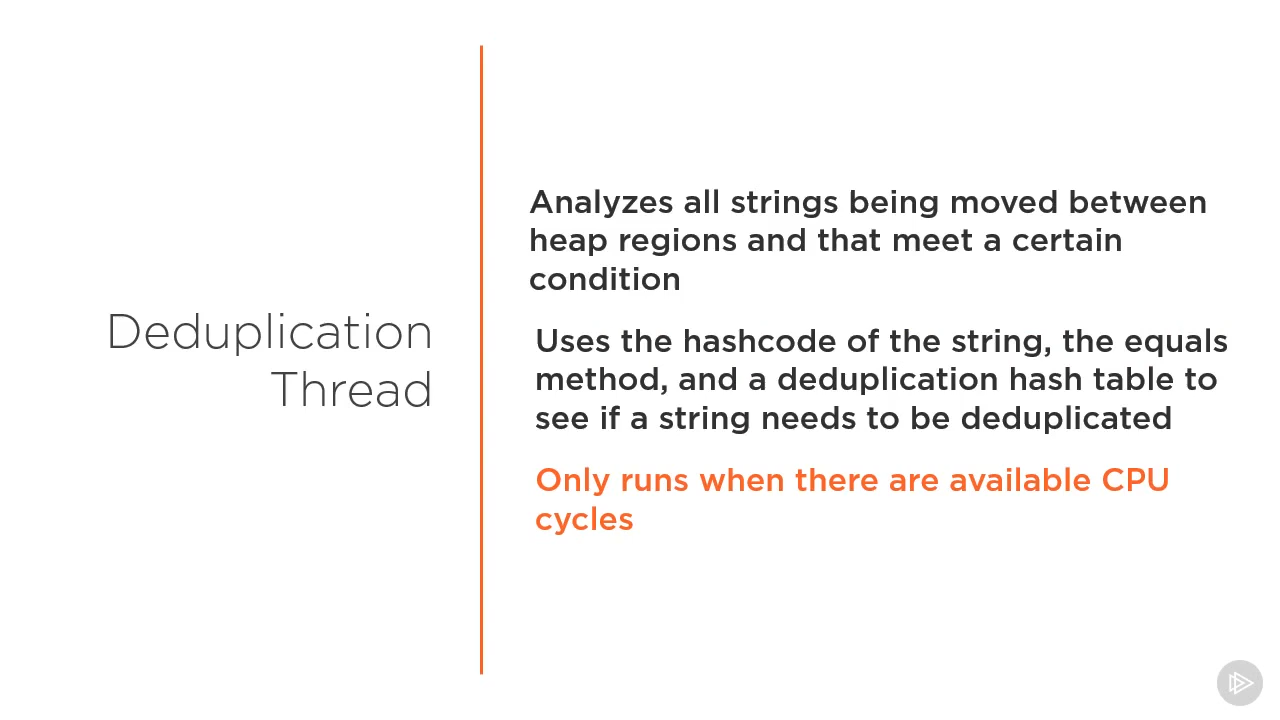 Deduplication
Thread
Analyzes all strings being moved between
heap regions and that meet a certain
condition
Uses the hashcode of the string, the equals
method, and a deduplication hash table to
see if a string needs to be deduplicated
Only runs when there are available CPU
cycles